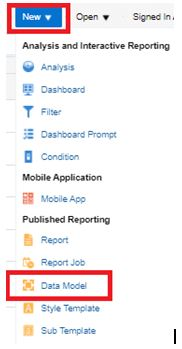 New ▼ Open ▼ Signed In
Analysis and Interactive Reporting
Analysis
Dashboard
Filter
Dashboard Prompt
Condition
Mobile Application
Mobile App
Published Reporting
Report
Report Job
Data Model
Style Template
Sub Template